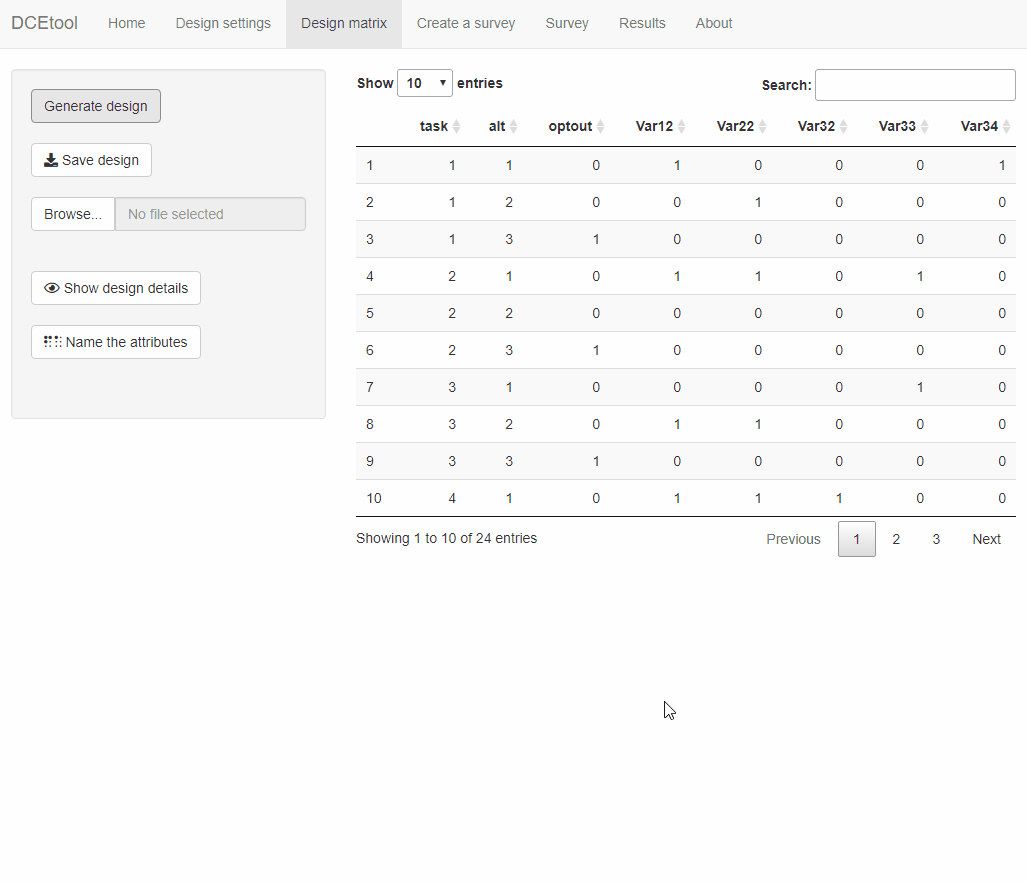 DCEtool Home Design settings Design matrix Create a survey Survey Results About
Generate design
Save design
Browse... No file selected
Show design details
Name the attributes
Show 10 entries Search:
task alt optout Var12 Var22 Var32 Var33 Var34
1 1 1 0 1 0 0 0 1
2 1 2 0 0 1 0 0 0
3 1 3 1 0 0 0 0 0
4 2 1 0 1 1 0 1 0
5 2 2 0 0 0 0 0 0
6 2 3 1 0 0 0 0 0
7 3 1 0 0 0 0 1 0
8 3 2 0 1 1 0 0 0
9 3 3 1 0 0 0 0 0
10 4 1 0 1 1 1 0 0
Showing 1 to 10 of 24 entries Previous 1 2 3 Next